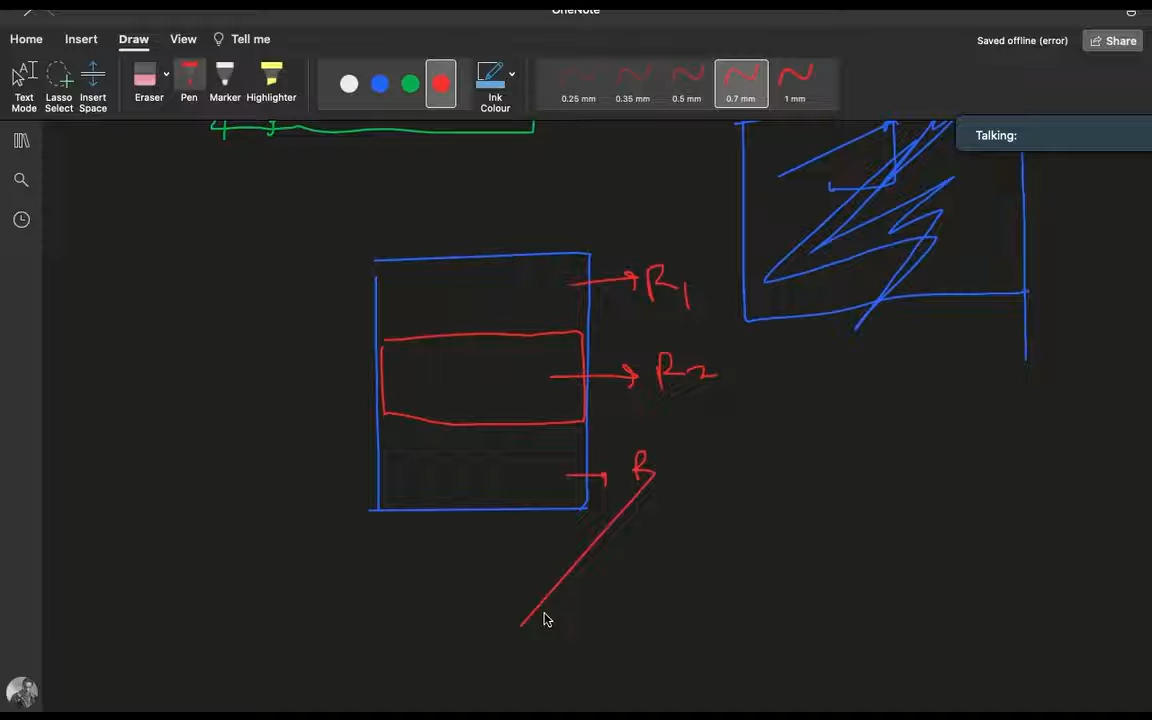 OneNote
Home Insert Draw View Tell me
Saved offline (error) Share
Text Mode
Lasso Select
Insert Space
Eraser
Pen
Marker
Highlighter
Ink Colour
0.25 mm
0.35 mm
0.5 mm
0.7 mm
1 mm
Talking:
R1
R2
R